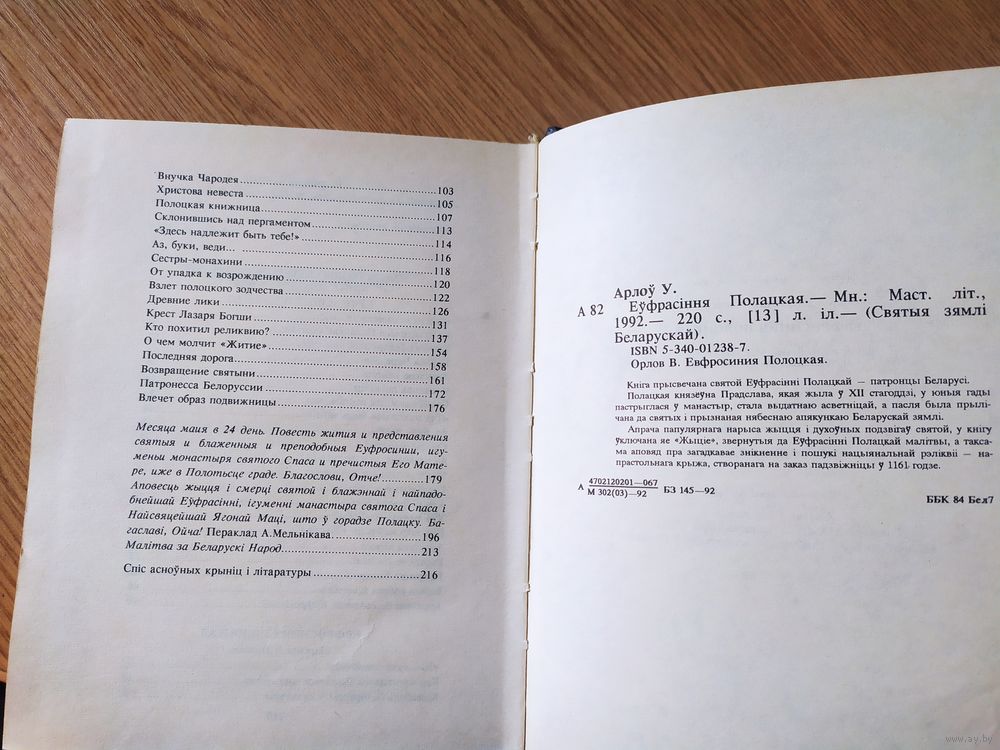 Внучка Чародея ........ 103
Христова невеста ........ 105
Полоцкая книжница ........ 107
Склонившись над пергаментом ........ 113
«Здесь надлежит быть тебе!» ........ 114
Аз, буки, веди... ........ 116
Сестры-монахини ........ 118
От упадка к возрождению ........ 120
Взлет полоцкого зодчества ........ 122
Древние лики ........ 126
Крест Лазаря Богши ........ 131
Кто похитил реликвию? ........ 137
О чем молчит «Житие» ........ 154
Последняя дорога ........ 158
Возвращение святыни ........ 161
Патронесса Белоруссии ........ 172
Влечет образ подвижницы ........ 176
Месяца маия в 24 день. Повесть жития и представления
святыя и блаженныя и преподобныя Еуфросинии, игу-
меньи монастыря святого Спаса и пречистыя Его Мате-
ре, иже в Полотьсце граде. Благослови, Отче! ........ 179
Аповесць жыцця і смерці святой і блажэннай і найпадо-
бнейшай Еўфрасінні, ігуменні манастыра святога Спаса і
Найсвяцейшай Ягонай Маці, што ў горадзе Полацку. Ба-
гаславі, Ойча! Пераклад А.Мельнікава. ........ 196
Малітва за Беларускі Народ ........ 213
Спіс асноўных крыніц і літаратуры ........ 216
Арлоў У.
А 82 Еўфрасіння Полацкая.— Мн.: Маст. літ.,
1992.— 220 с., [13] л. іл.— (Святыя зямлі
Беларускай).
ISBN 5-340-01238-7.
Орлов В. Евфросиния Полоцкая.
Кніга прысвечана святой Еўфрасінні Полацкай — патронцы Беларусі.
Полацкая князёўна Прадслава, якая жыла ў XII стагоддзі, у юныя гады
пастрыглася ў манастыр, стала выдатнаю асветніцай, а пасля была прылі-
чана да святых і прызнаная нябеснаю апякункаю Беларускай зямлі.
Апрача папулярнага нарыса жыцця і духоўных подзвігаў святой, у кнігу
ўключана яе «Жыціе», звернутыя да Еўфрасінні Полацкай малітвы, а такса-
ма аповяд пра загадкавае знікненне і пошукі нацыянальнай рэліквіі — на-
прастольнага крыжа, створанага на заказ падзвіжніцы ў 1161 годзе.
А 4702120201—067
М 302(03)—92 БЗ 145—92
ББК 84 Бел7
www.ay.by